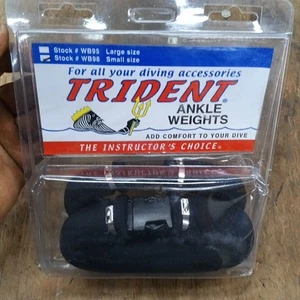 Stock # WB95 Large size
Stock # WB98 Small size
For all your diving accessories
TRIDENT®
ANKLE
WEIGHTS
ADD COMFORT TO YOUR DIVE
THE INSTRUCTOR'S CHOICE®